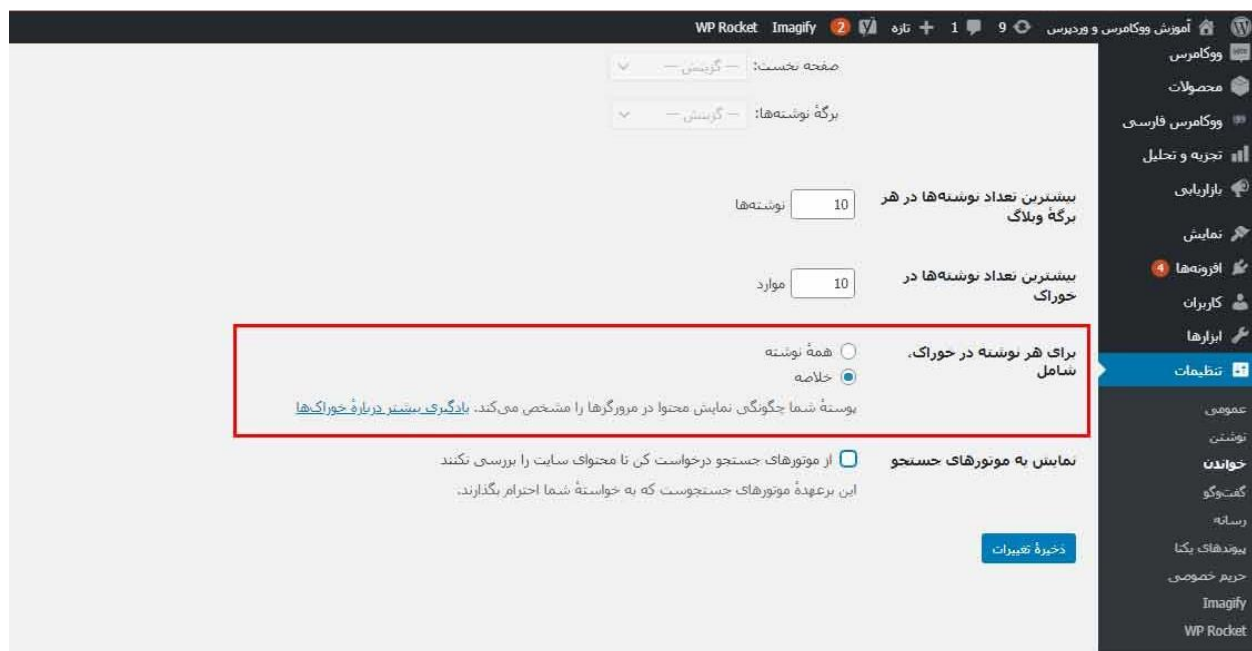 آموزش ووکامرس و وردپرس 9 1 تازه 2 Imagify WP Rocket
ووکامرس
محصولات
ووکامرس فارسی
تجزیه و تحلیل
بازاریابی
نمایش
افزونه‌ها 4
کاربران
ابزارها
تنظیمات
عمومی
نوشتن
خواندن
گفت‌وگو
رسانه
پیوندهای یکتا
حریم خصوصی
Imagify
WP Rocket
صفحه نخست: — گزینش —
برگهٔ نوشته‌ها: — گزینش —
بیشترین تعداد نوشته‌ها در هر
برگهٔ وبلاگ
10 نوشته‌ها
بیشترین تعداد نوشته‌ها در
خوراک
10 موارد
برای هر نوشته در خوراک،
شامل
همهٔ نوشته
خلاصه
پوستهٔ شما چگونگی نمایش محتوا در مرورگرها را مشخص می‌کند. یادگیری بیشتر دربارهٔ خوراک‌ها
نمایش به موتورهای جستجو
از موتورهای جستجو درخواست کن تا محتوای سایت را بررسی نکنند
این برعهدهٔ موتورهای جستجوست که به خواستهٔ شما احترام بگذارند.
ذخیرهٔ تغییرات